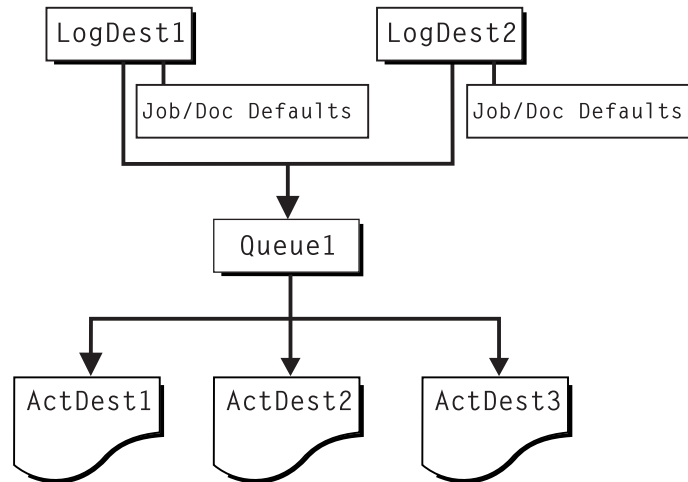 LogDest1
LogDest2
Job/Doc Defaults
Job/Doc Defaults
Queue1
ActDest1
ActDest2
ActDest3